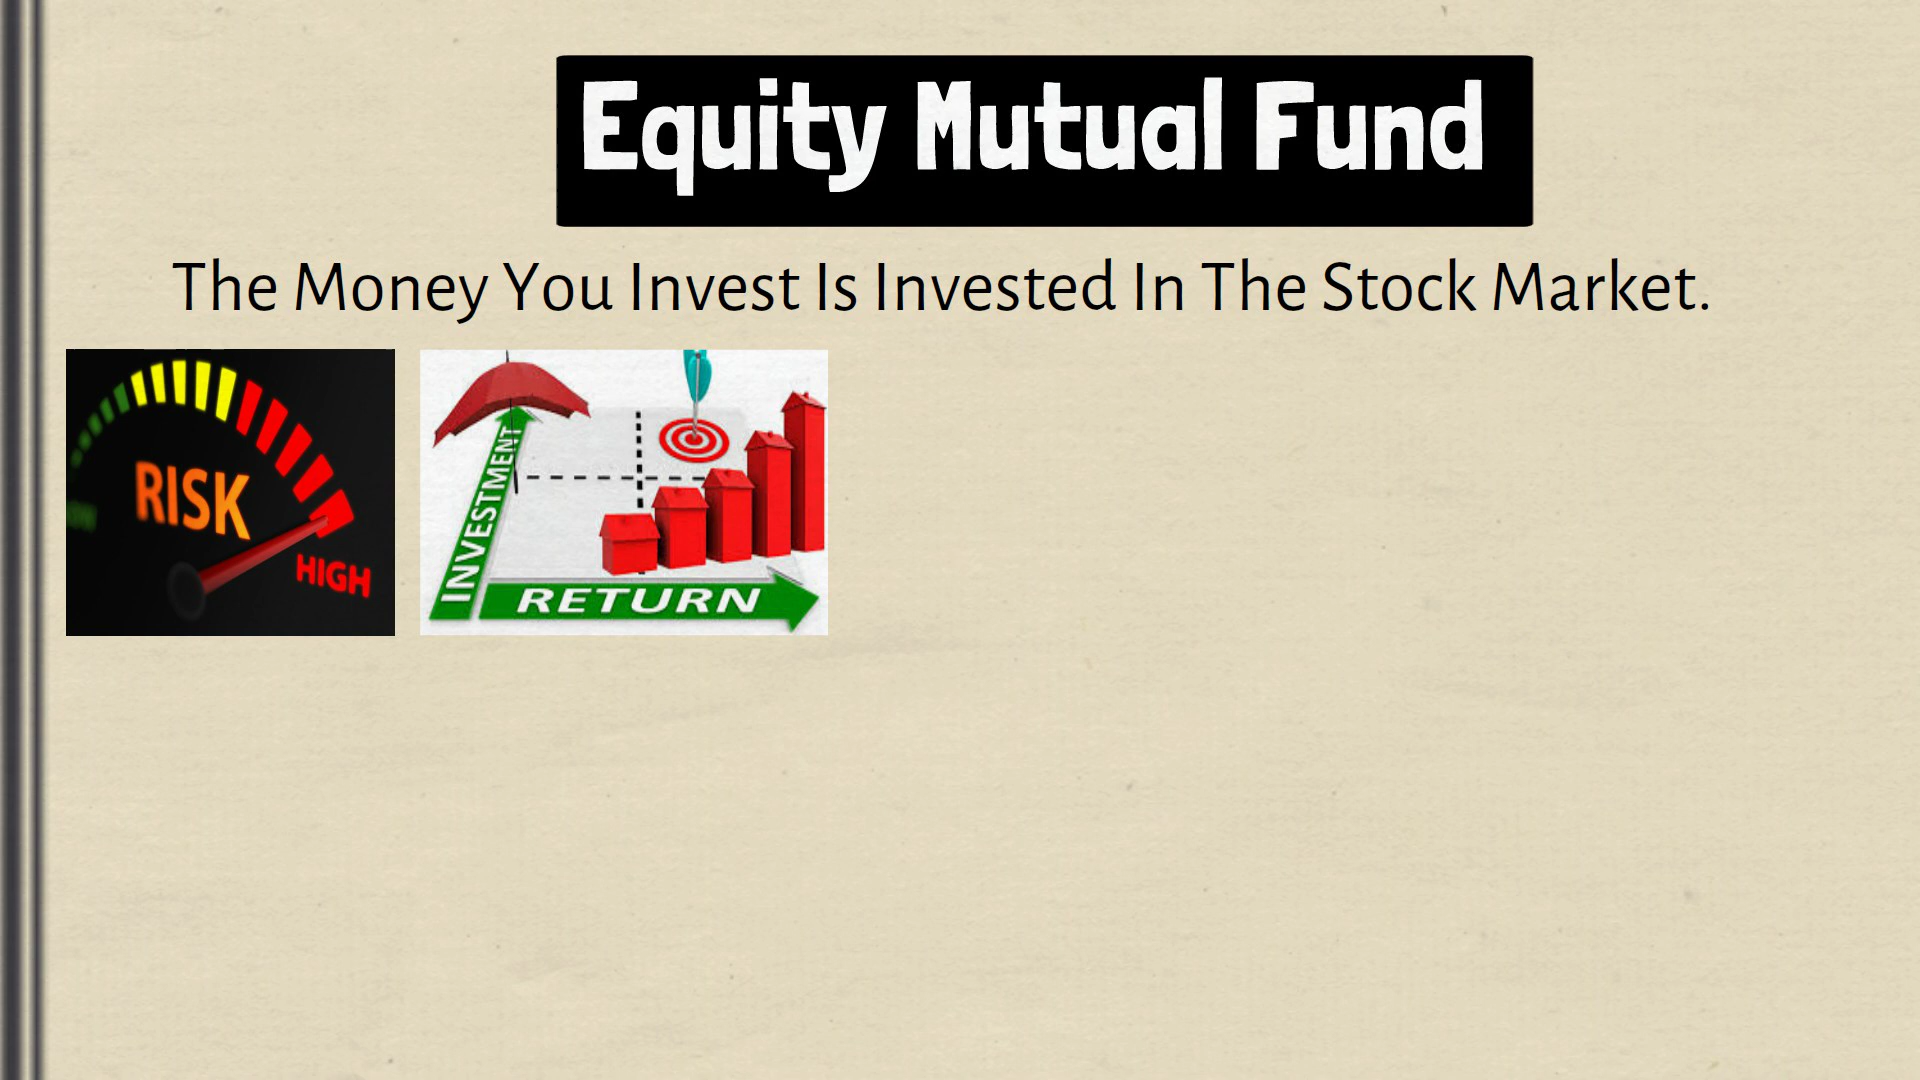 Equity Mutual Fund
The Money You Invest Is Invested In The Stock Market.
RISK
HIGH
INVESTMENT
RETURN